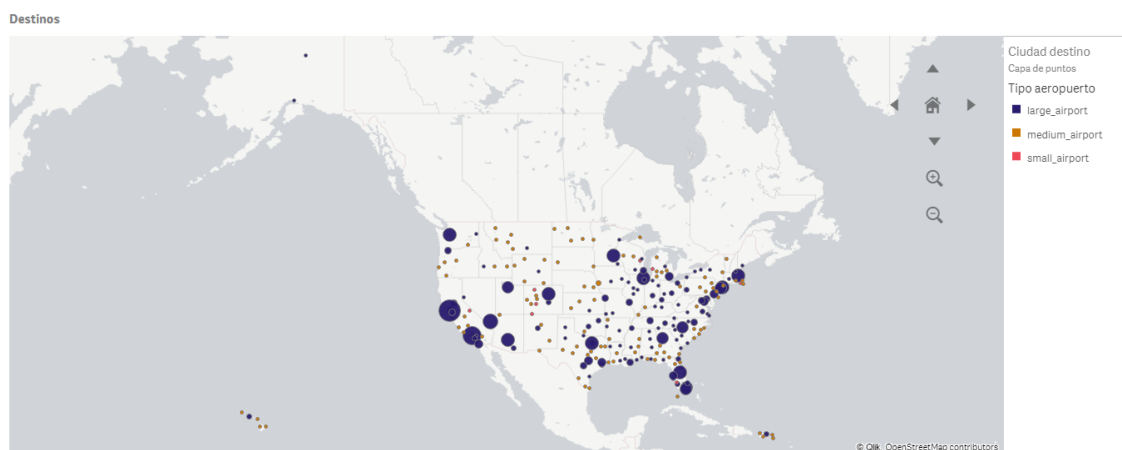 Destinos
Ciudad destino
Capa de puntos
Tipo aeropuerto
large_airport
medium_airport
small_airport
© Qlik, OpenStreetMap contributors